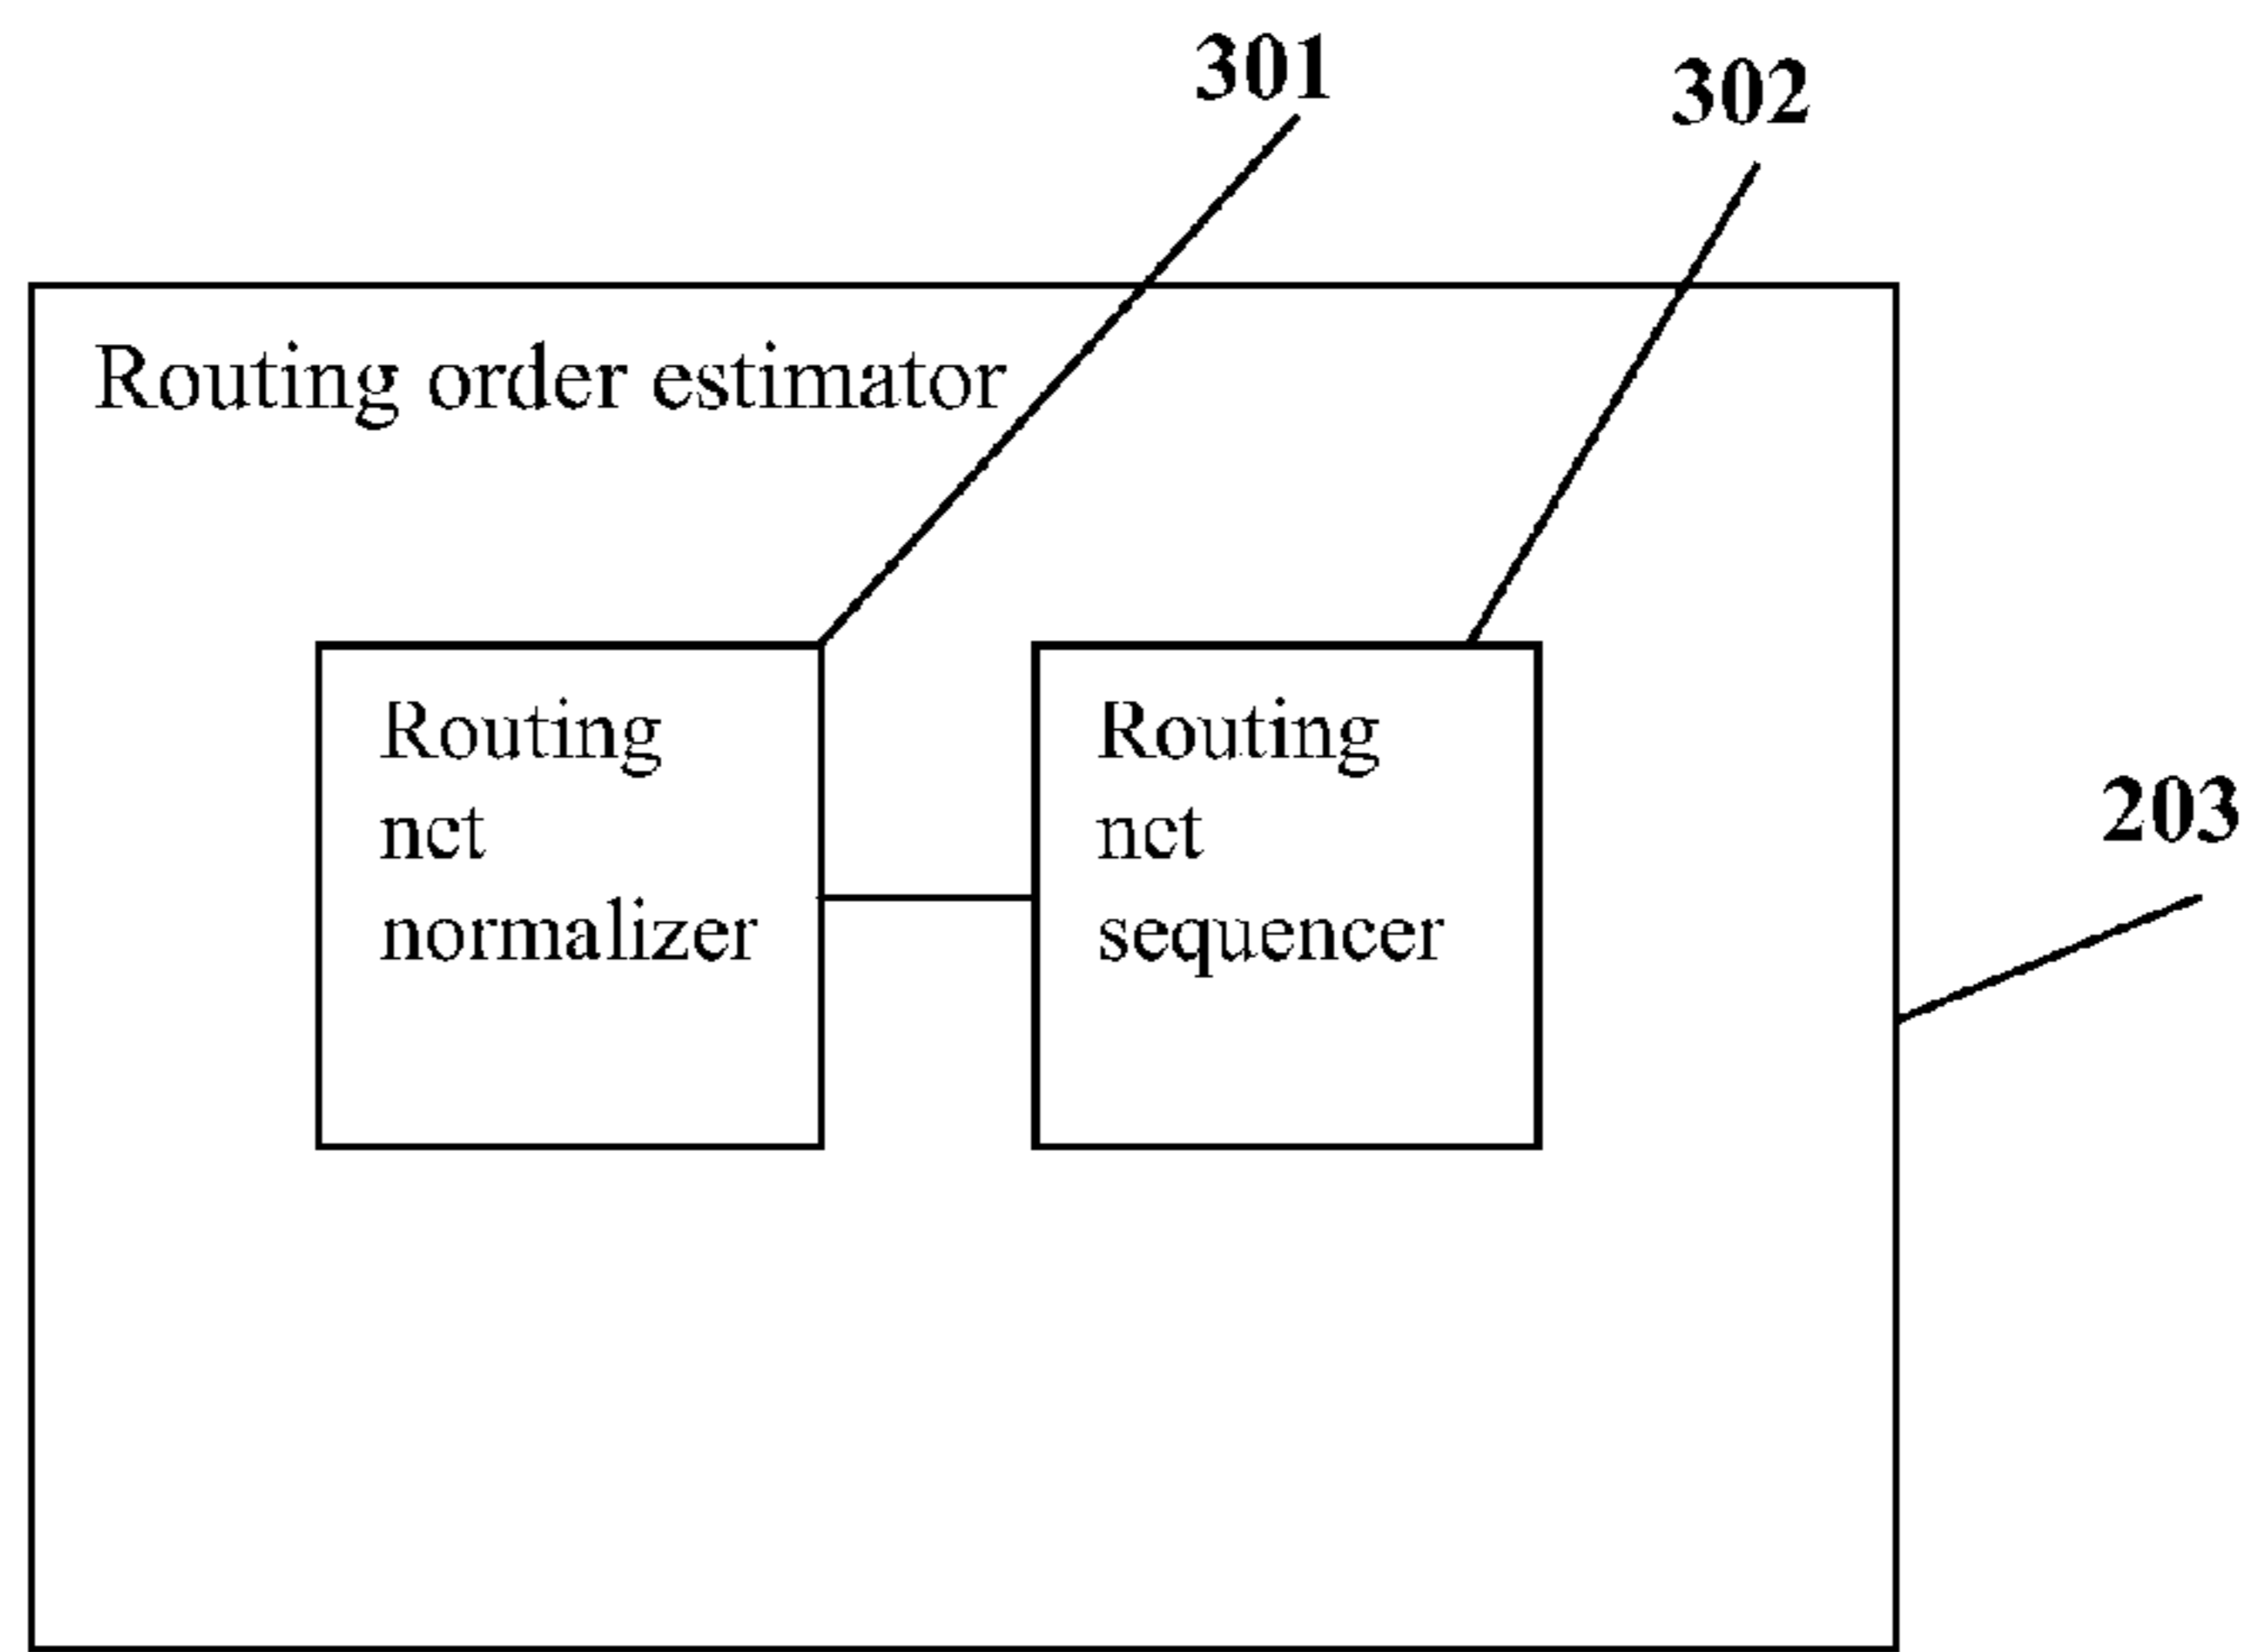 301
302
Routing order estimator
Routing
nct
normalizer
Routing
nct
sequencer
203